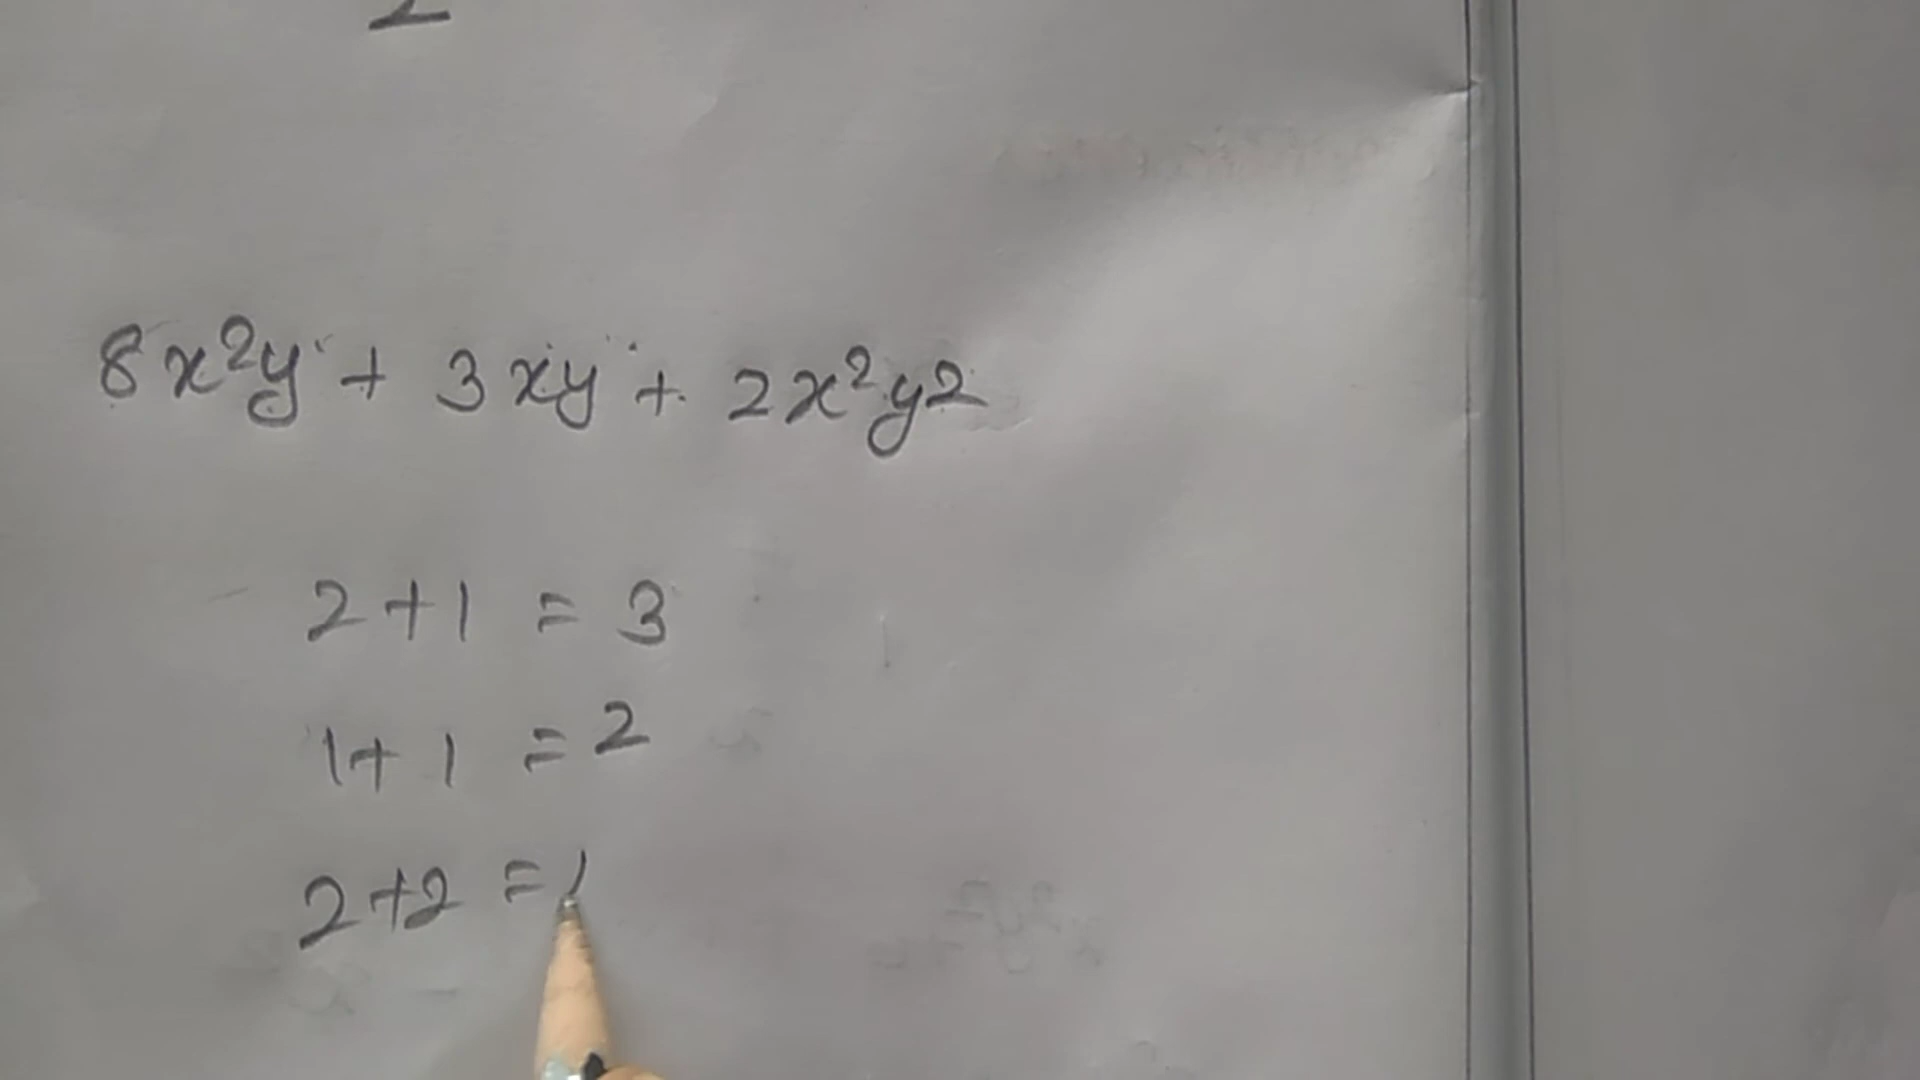 8x²y + 3xy + 2x²y2
2+1 = 3
1+1 = 2
2+2 =